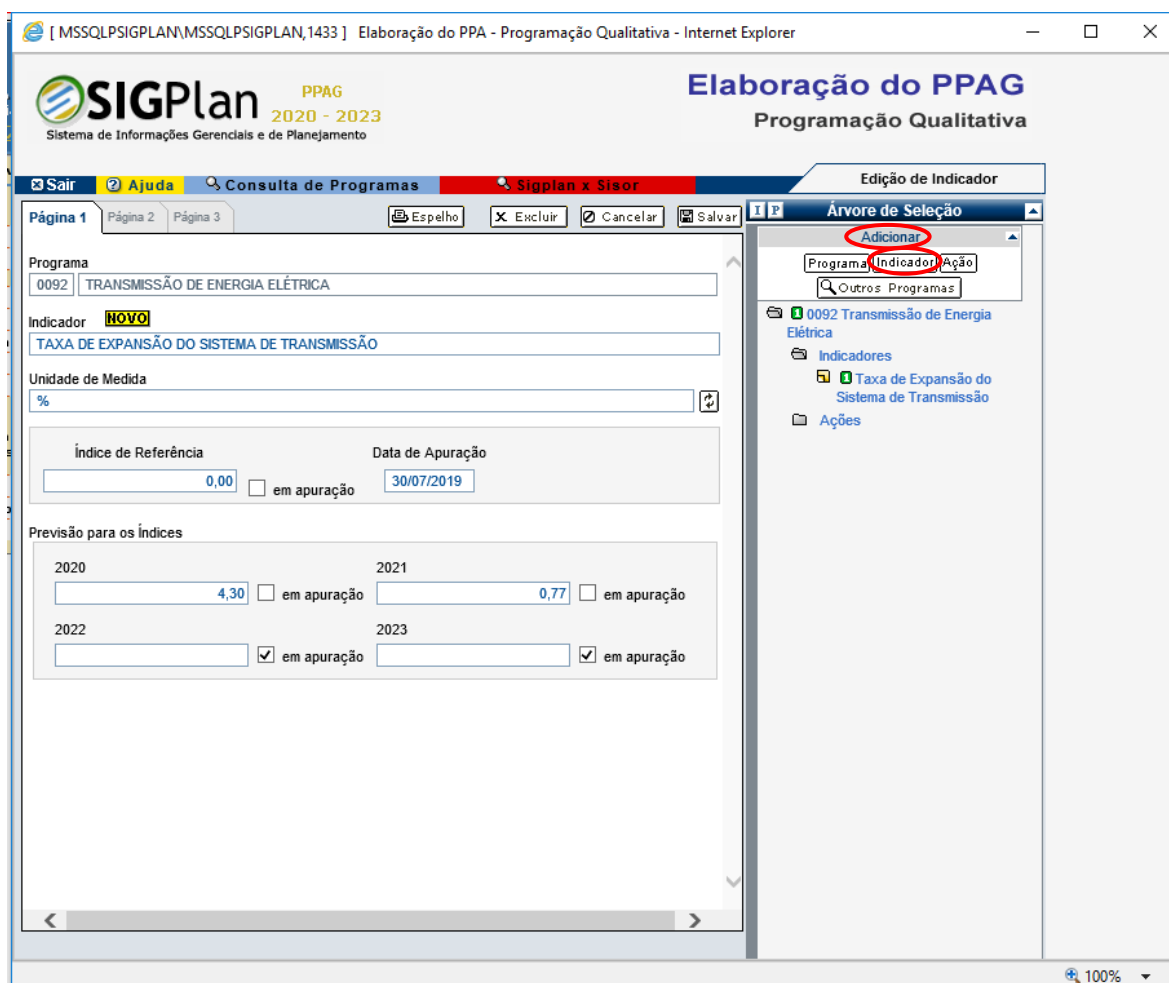 [ MSSQLPSIGPLAN\MSSQLPSIGPLAN,1433 ] Elaboração do PPA - Programação Qualitativa - Internet Explorer
SIGPlan
PPAG
2020 - 2023
Sistema de Informações Gerenciais e de Planejamento
Elaboração do PPAG
Programação Qualitativa
Sair Ajuda Consulta de Programas Sigplan x Sisor
Edição de Indicador
Página 1 Página 2 Página 3 Espelho Excluir Cancelar Salvar
I P Árvore de Seleção
Adicionar
Programa Indicador Ação
Outros Programas
0092 Transmissão de Energia
Elétrica
Indicadores
Taxa de Expansão do
Sistema de Transmissão
Ações
Programa
0092 TRANSMISSÃO DE ENERGIA ELÉTRICA
Indicador NOVO
TAXA DE EXPANSÃO DO SISTEMA DE TRANSMISSÃO
Unidade de Medida
%
Índice de Referência Data de Apuração
0,00 em apuração 30/07/2019
Previsão para os Índices
2020 2021
4,30 em apuração 0,77 em apuração
2022 2023
em apuração em apuração
100%